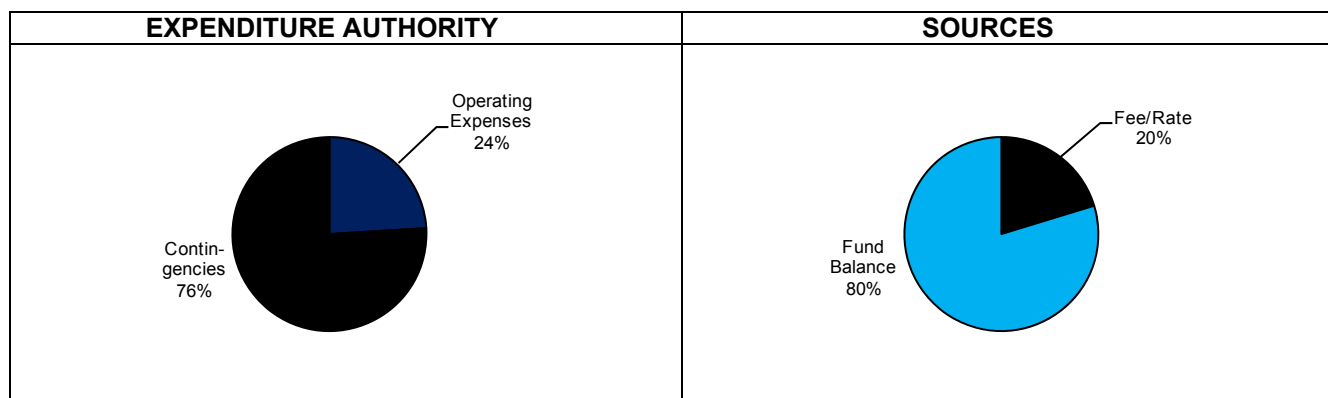 EXPENDITURE AUTHORITY
SOURCES
Operating
Expenses
24%
Contin-
gencies
76%
Fee/Rate
20%
Fund
Balance
80%